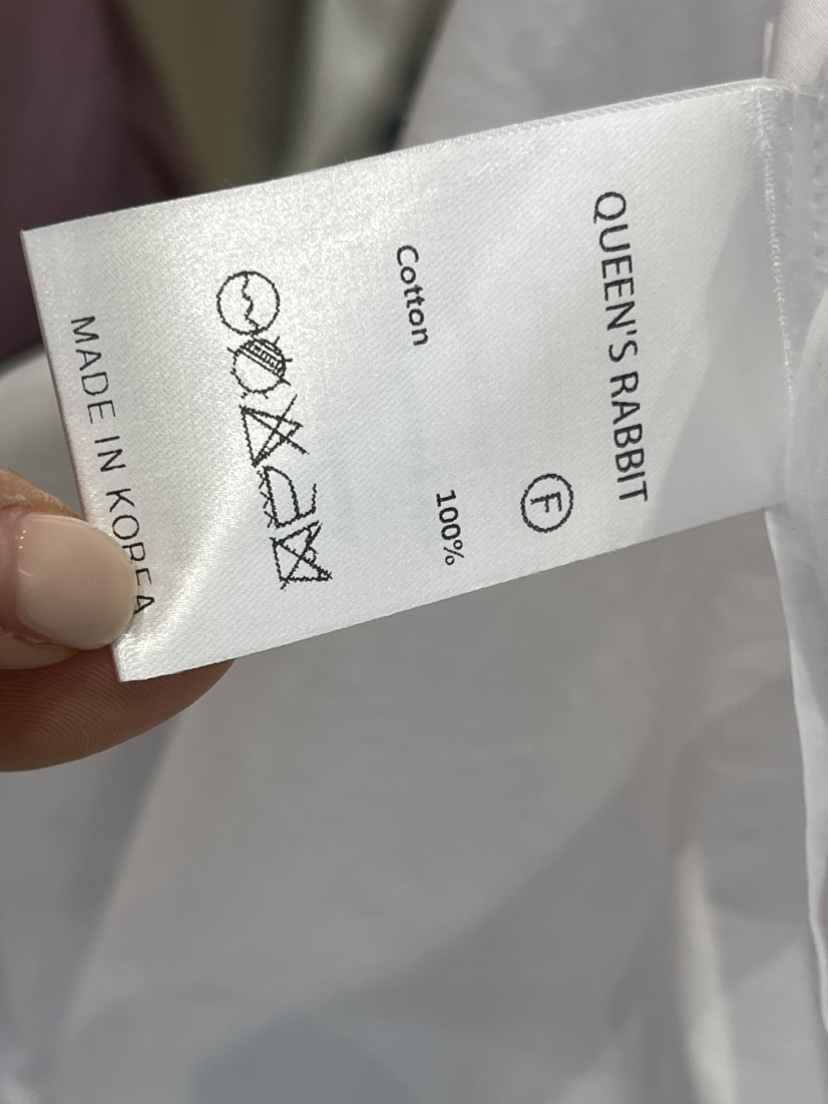 QUEEN'S RABBIT
F
Cotton 100%
MADE IN KOREA